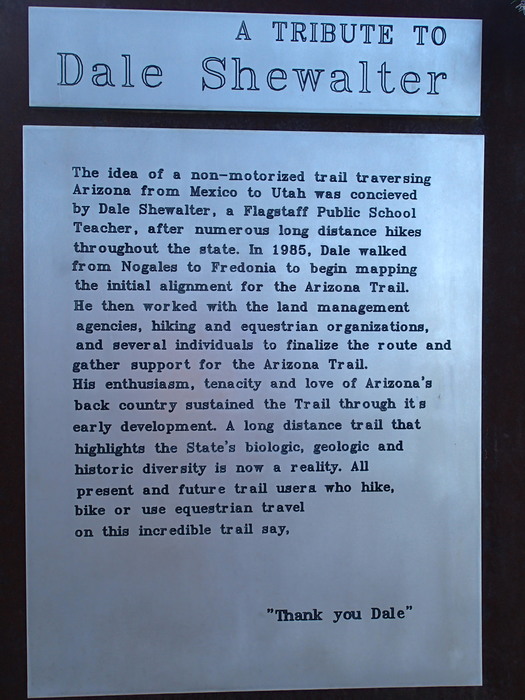 A TRIBUTE TO
Dale Shewalter
The idea of a non-motorized trail traversing
Arizona from Mexico to Utah was concieved
by Dale Shewalter, a Flagstaff Public School
Teacher, after numerous long distance hikes
throughout the state. In 1985, Dale walked
from Nogales to Fredonia to begin mapping
the initial alignment for the Arizona Trail.
He then worked with the land management
agencies, hiking and equestrian organizations,
and several individuals to finalize the route and
gather support for the Arizona Trail.
His enthusiasm, tenacity and love of Arizona's
back country sustained the Trail through its
early development. A long distance trail that
highlights the State's biologic, geologic and
historic diversity is now a reality. All
present and future trail users who hike,
bike or use equestrian travel
on this incredible trail say,
"Thank you Dale"